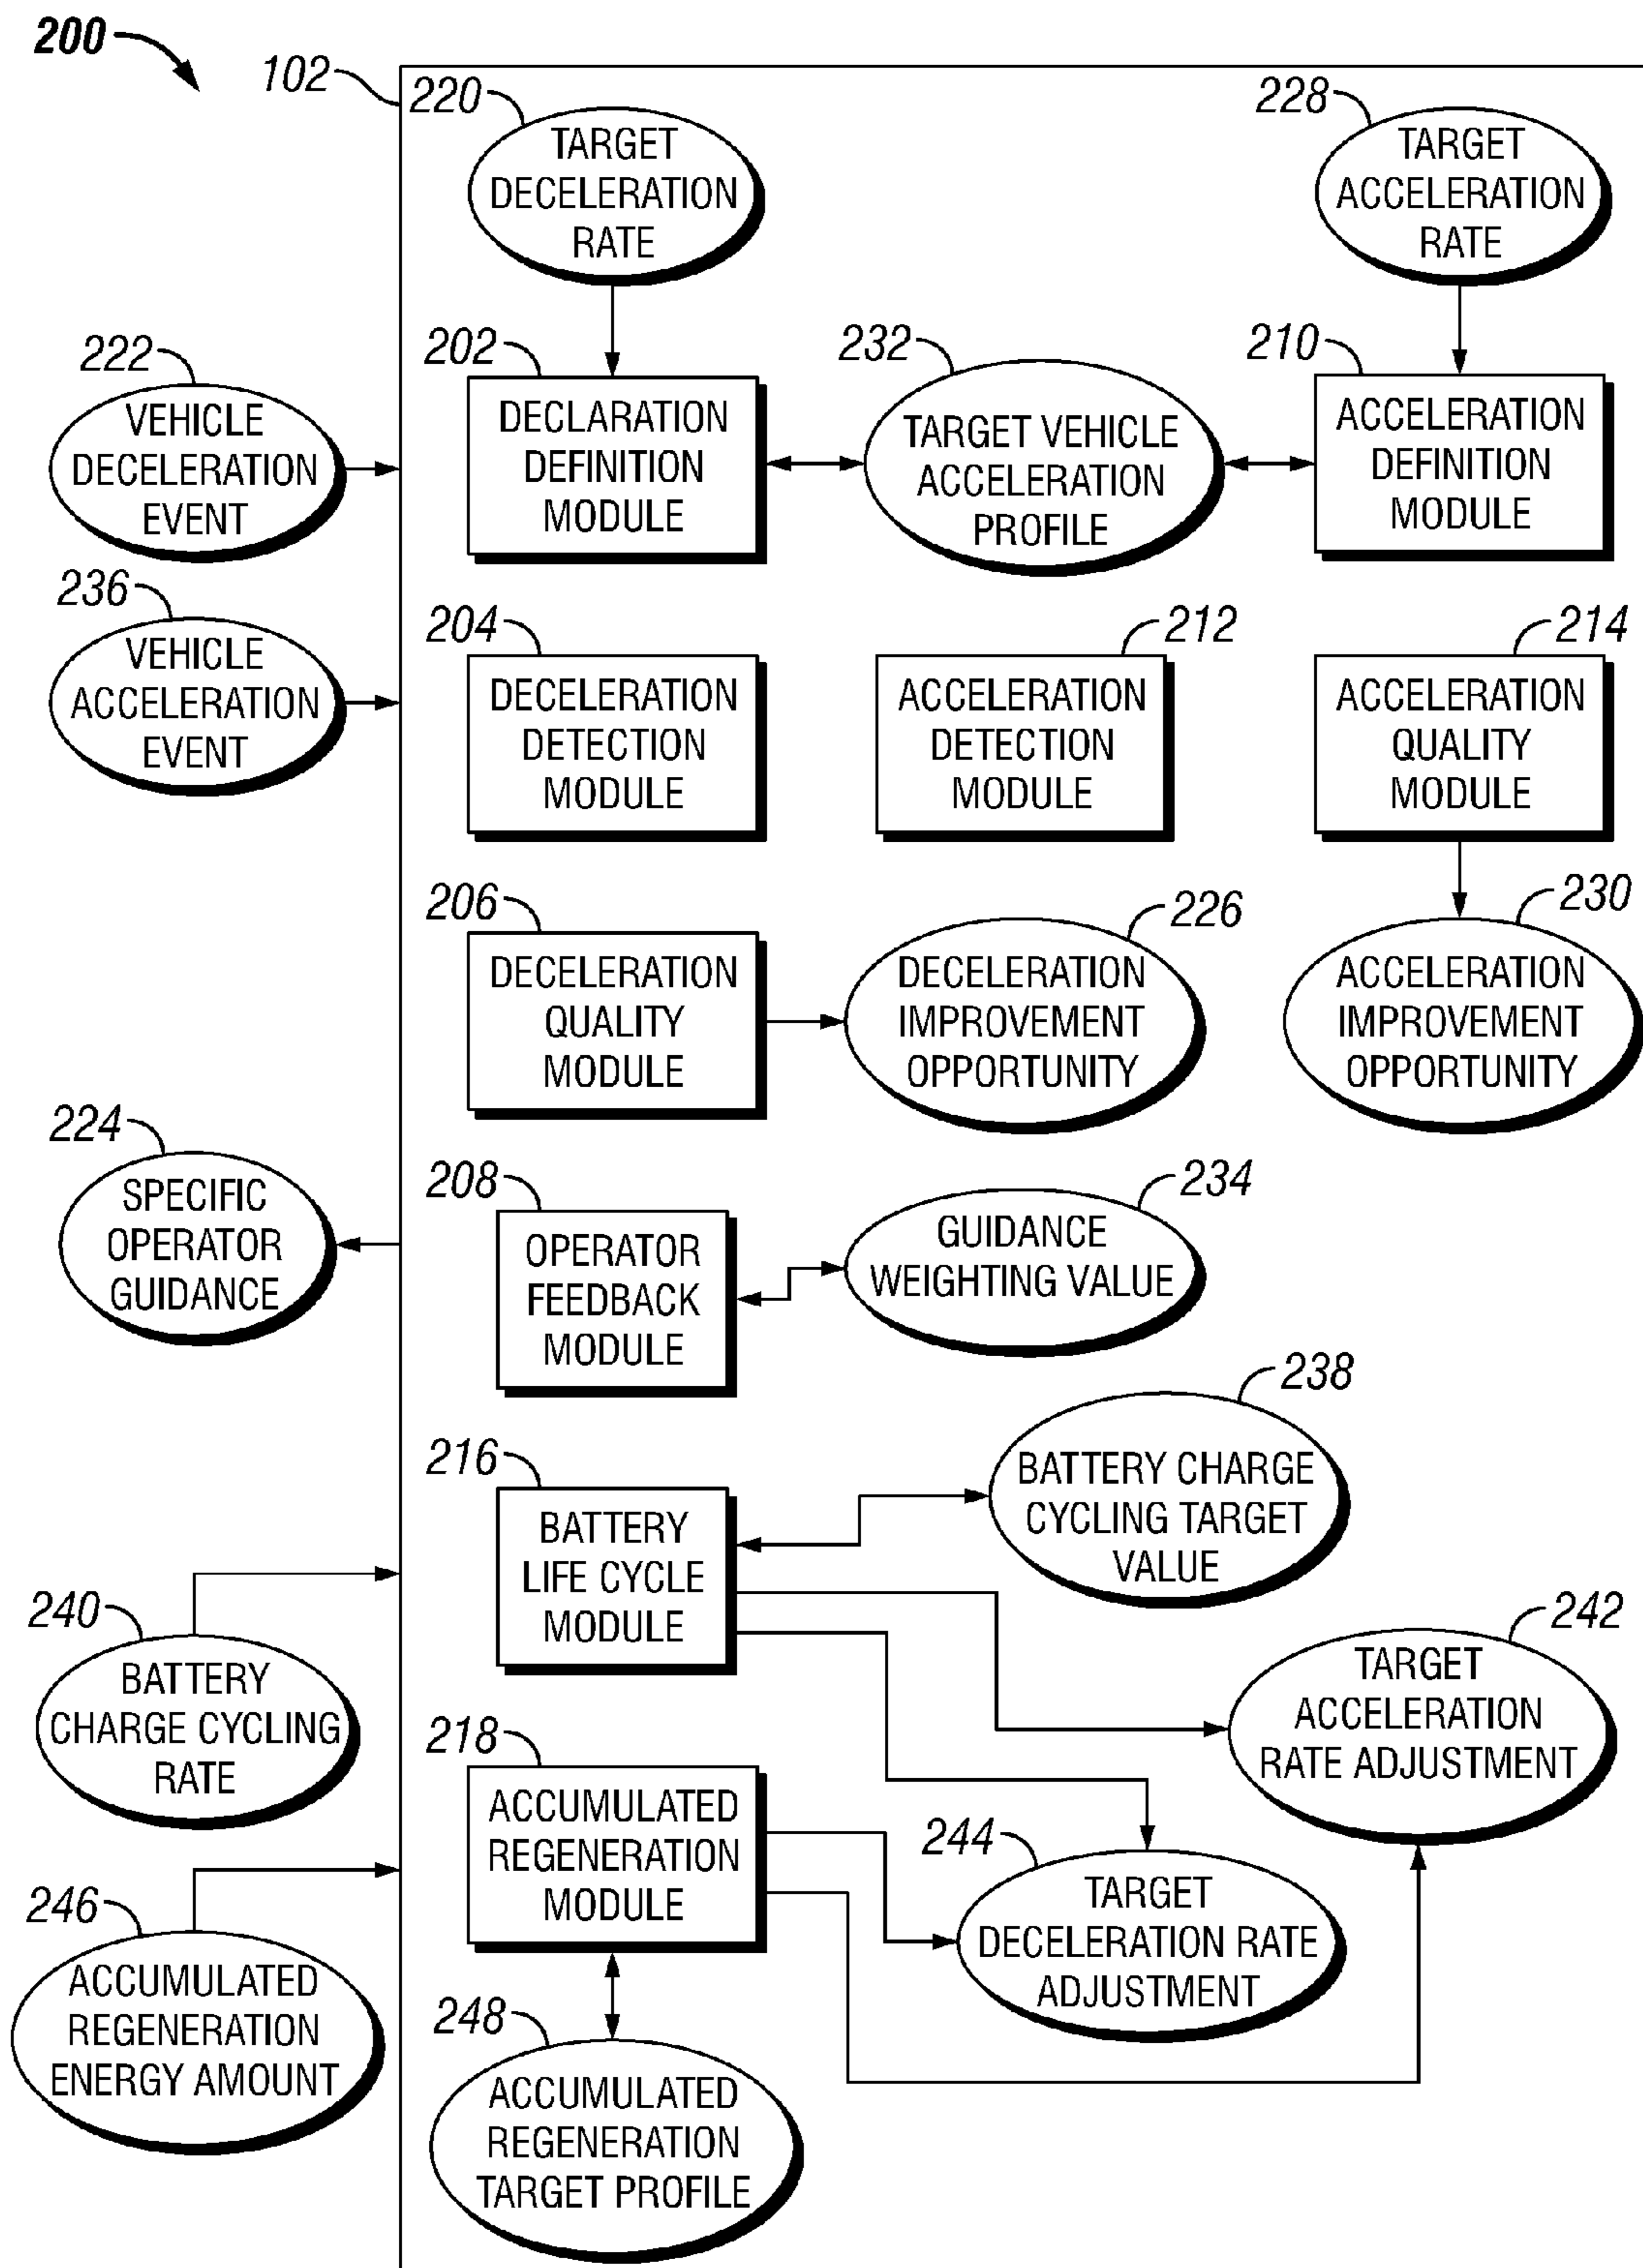 200
102
220
TARGET
DECELERATION
RATE
228
TARGET
ACCELERATION
RATE
222
VEHICLE
DECELERATION
EVENT
202
DECLARATION
DEFINITION
MODULE
232
TARGET VEHICLE
ACCELERATION
PROFILE
210
ACCELERATION
DEFINITION
MODULE
236
VEHICLE
ACCELERATION
EVENT
204
DECELERATION
DETECTION
MODULE
212
ACCELERATION
DETECTION
MODULE
214
ACCELERATION
QUALITY
MODULE
206
DECELERATION
QUALITY
MODULE
226
DECELERATION
IMPROVEMENT
OPPORTUNITY
230
ACCELERATION
IMPROVEMENT
OPPORTUNITY
224
SPECIFIC
OPERATOR
GUIDANCE
208
OPERATOR
FEEDBACK
MODULE
234
GUIDANCE
WEIGHTING VALUE
238
BATTERY CHARGE
CYCLING TARGET
VALUE
216
BATTERY
LIFE CYCLE
MODULE
240
BATTERY
CHARGE CYCLING
RATE
242
TARGET
ACCELERATION
RATE ADJUSTMENT
218
ACCUMULATED
REGENERATION
MODULE
244
TARGET
DECELERATION RATE
ADJUSTMENT
246
ACCUMULATED
REGENERATION
ENERGY AMOUNT
248
ACCUMULATED
REGENERATION
TARGET PROFILE